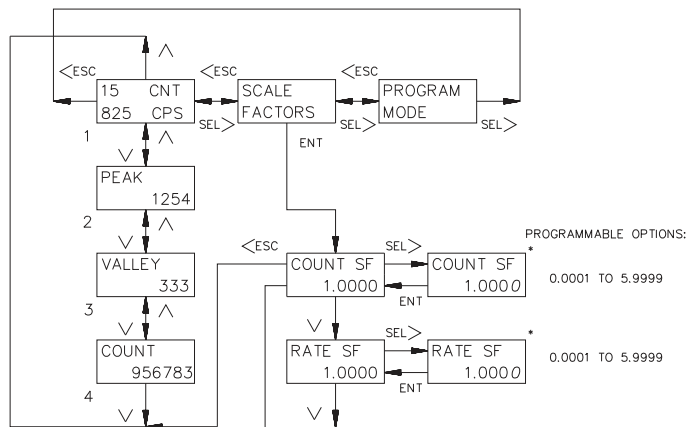 <ESC <ESC <ESC
15 CNT
825 CPS
SCALE
FACTORS
PROGRAM
MODE
SEL> SEL> SEL>
1
ENT
PEAK
1254
2
VALLEY
333
3
COUNT
956783
4
PROGRAMMABLE OPTIONS:
<ESC SEL>
COUNT SF
1.0000
COUNT SF
1.0000
*
0.0001 TO 5.9999
ENT
SEL>
RATE SF
1.0000
RATE SF
1.0000
*
0.0001 TO 5.9999
ENT